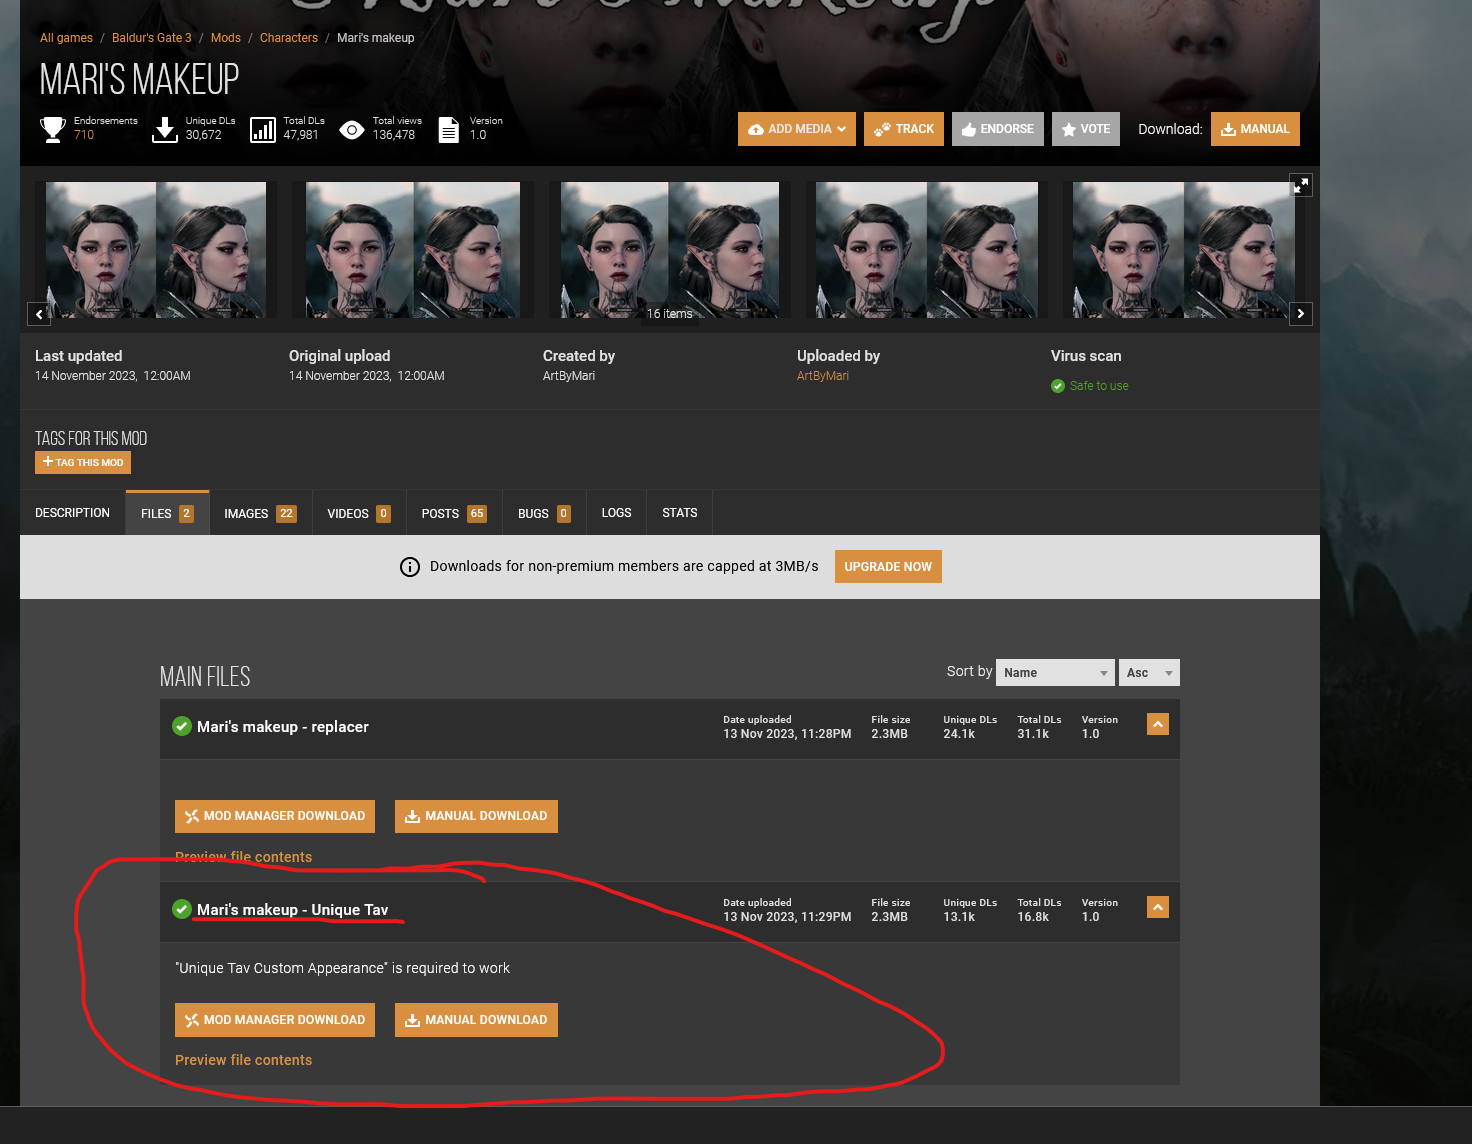 All games / Baldur's Gate 3 / Mods / Characters / Mari's makeup
MARI'S MAKEUP
Endorsements
710
Unique DLs
30,672
Total DLs
47,981
Total views
136,478
Version
1.0
ADD MEDIA
TRACK
ENDORSE
VOTE
Download:
MANUAL
16 items
Last updated
14 November 2023, 12:00AM
Original upload
14 November 2023, 12:00AM
Created by
ArtByMari
Uploaded by
ArtByMari
Virus scan
Safe to use
TAGS FOR THIS MOD
+ TAG THIS MOD
DESCRIPTION
FILES 2
IMAGES 22
VIDEOS 0
POSTS 65
BUGS 0
LOGS
STATS
Downloads for non-premium members are capped at 3MB/s
UPGRADE NOW
MAIN FILES
Sort by Name Asc
Mari's makeup - replacer
Date uploaded
13 Nov 2023, 11:28PM
File size
2.3MB
Unique DLs
24.1k
Total DLs
31.1k
Version
1.0
MOD MANAGER DOWNLOAD
MANUAL DOWNLOAD
Preview file contents
Mari's makeup - Unique Tav
Date uploaded
13 Nov 2023, 11:29PM
File size
2.3MB
Unique DLs
13.1k
Total DLs
16.8k
Version
1.0
"Unique Tav Custom Appearance" is required to work
MOD MANAGER DOWNLOAD
MANUAL DOWNLOAD
Preview file contents